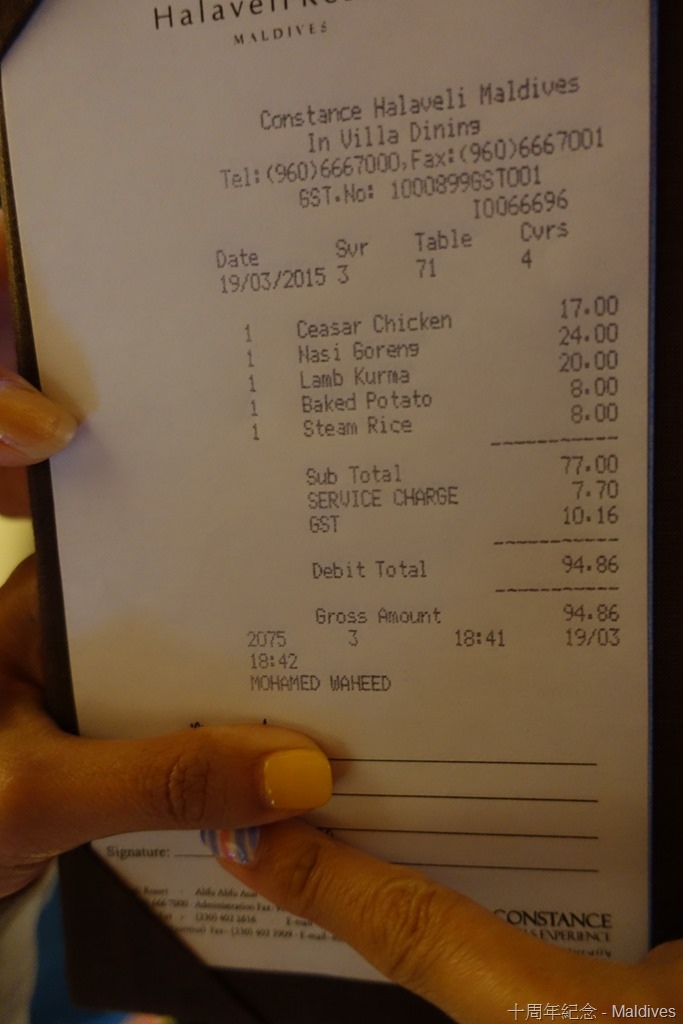 Halaveli
MALDIVES
Constance Halaveli Maldives
In Villa Dining
Tel:(960)6667000,Fax:(960)6667001
GST.No: 1000899GST001
I0066696
Date Svr Table Cvrs
19/03/2015 3 71 4
1 Ceasar Chicken 17.00
1 Nasi Goreng 24.00
1 Lamb Kurma 20.00
1 Baked Potato 8.00
1 Steam Rice 8.00
Sub Total 77.00
SERVICE CHARGE 7.70
GST 10.16
Debit Total 94.86
Gross Amount 94.86
2075 3 18:41 19/03
18:42
MOHAMED WAHEED
Signature:
CONSTANCE
EXPERIENCE
十周年紀念 - Maldives